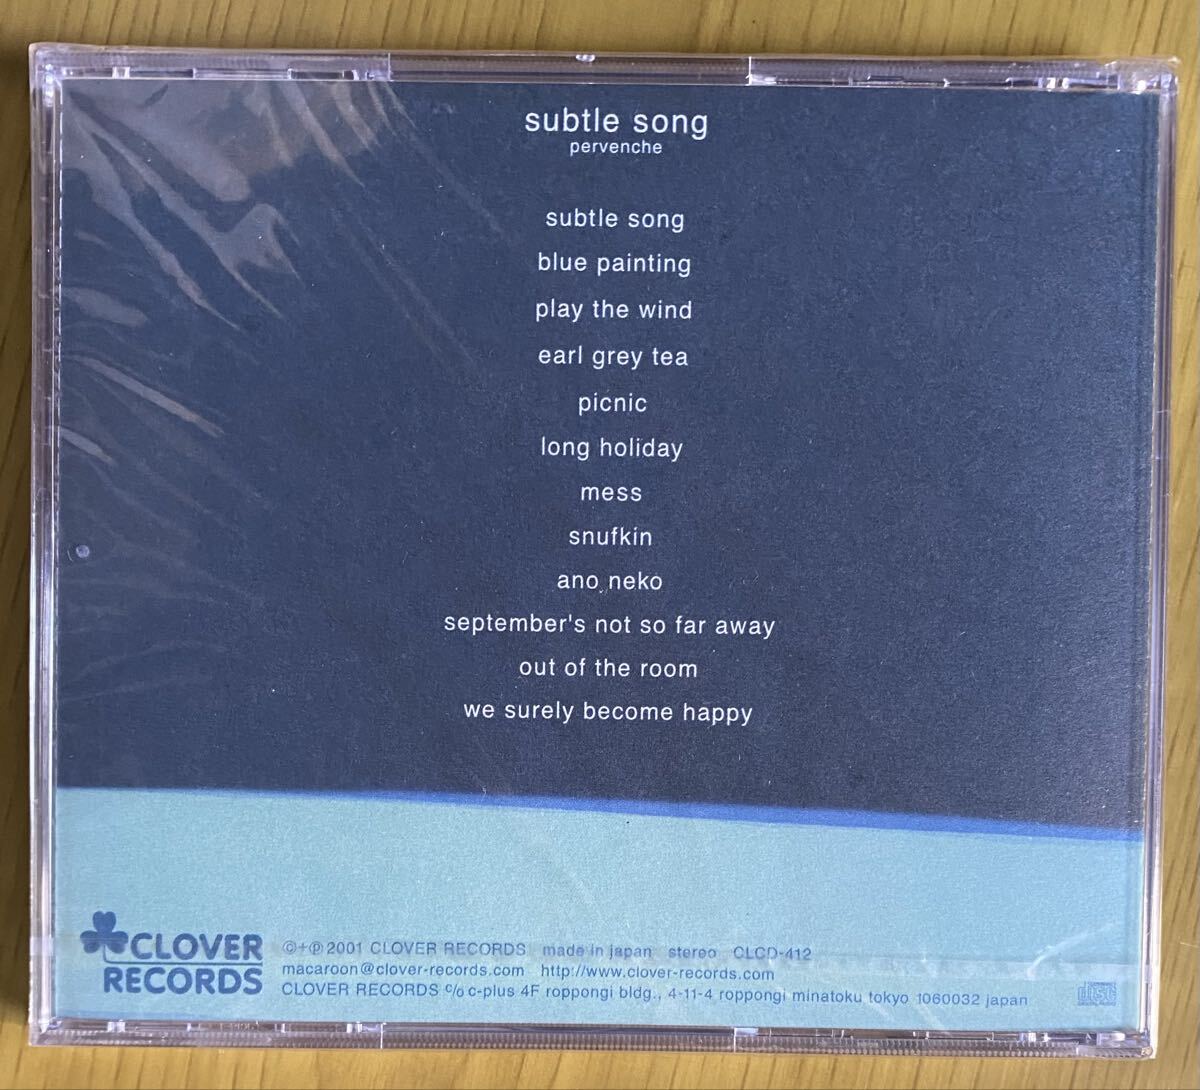 subtle song
pervenche
subtle song
blue painting
play the wind
earl grey tea
picnic
long holiday
mess
snufkin
ano neko
september's not so far away
out of the room
we surely become happy
CLOVER
RECORDS
©+℗ 2001 CLOVER RECORDS made in japan stereo CLCD-412
macaroon@clover-records.com http://www.clover-records.com
CLOVER RECORDS c/o c-plus 4F roppongi bldg., 4-11-4 roppongi minatoku tokyo 1060032 japan
disc